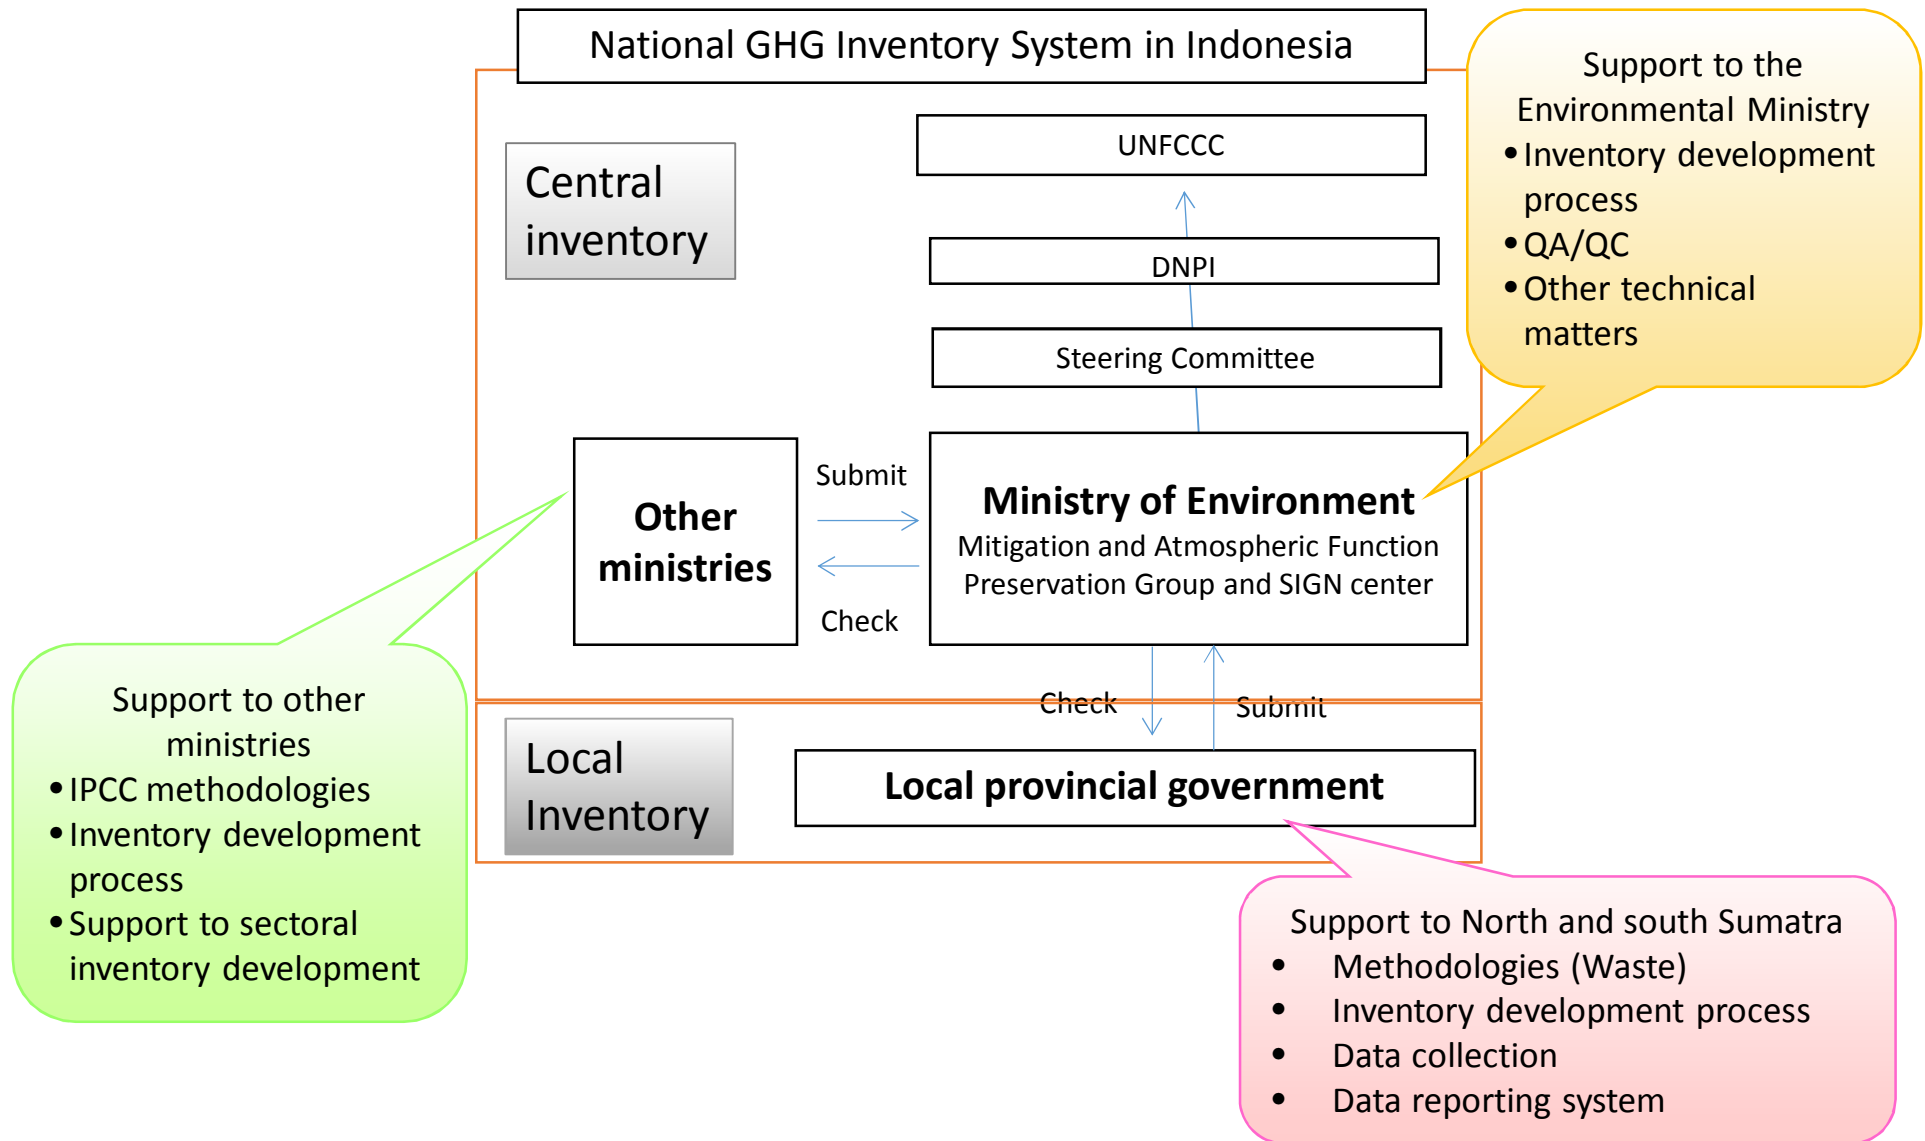 National GHG Inventory System in Indonesia
Support to the
Environmental Ministry
•Inventory development
process
•QA/QC
•Other technical
matters
UNFCCC
Central
inventory
DNPI
Steering Committee
Other
ministries
Submit
Check
Ministry of Environment
Mitigation and Atmospheric Function
Preservation Group and SIGN center
Check
Submit
Support to other
ministries
•IPCC methodologies
•Inventory development
process
•Support to sectoral
inventory development
Local
Inventory
Local provincial government
Support to North and south Sumatra
• Methodologies (Waste)
• Inventory development process
• Data collection
• Data reporting system